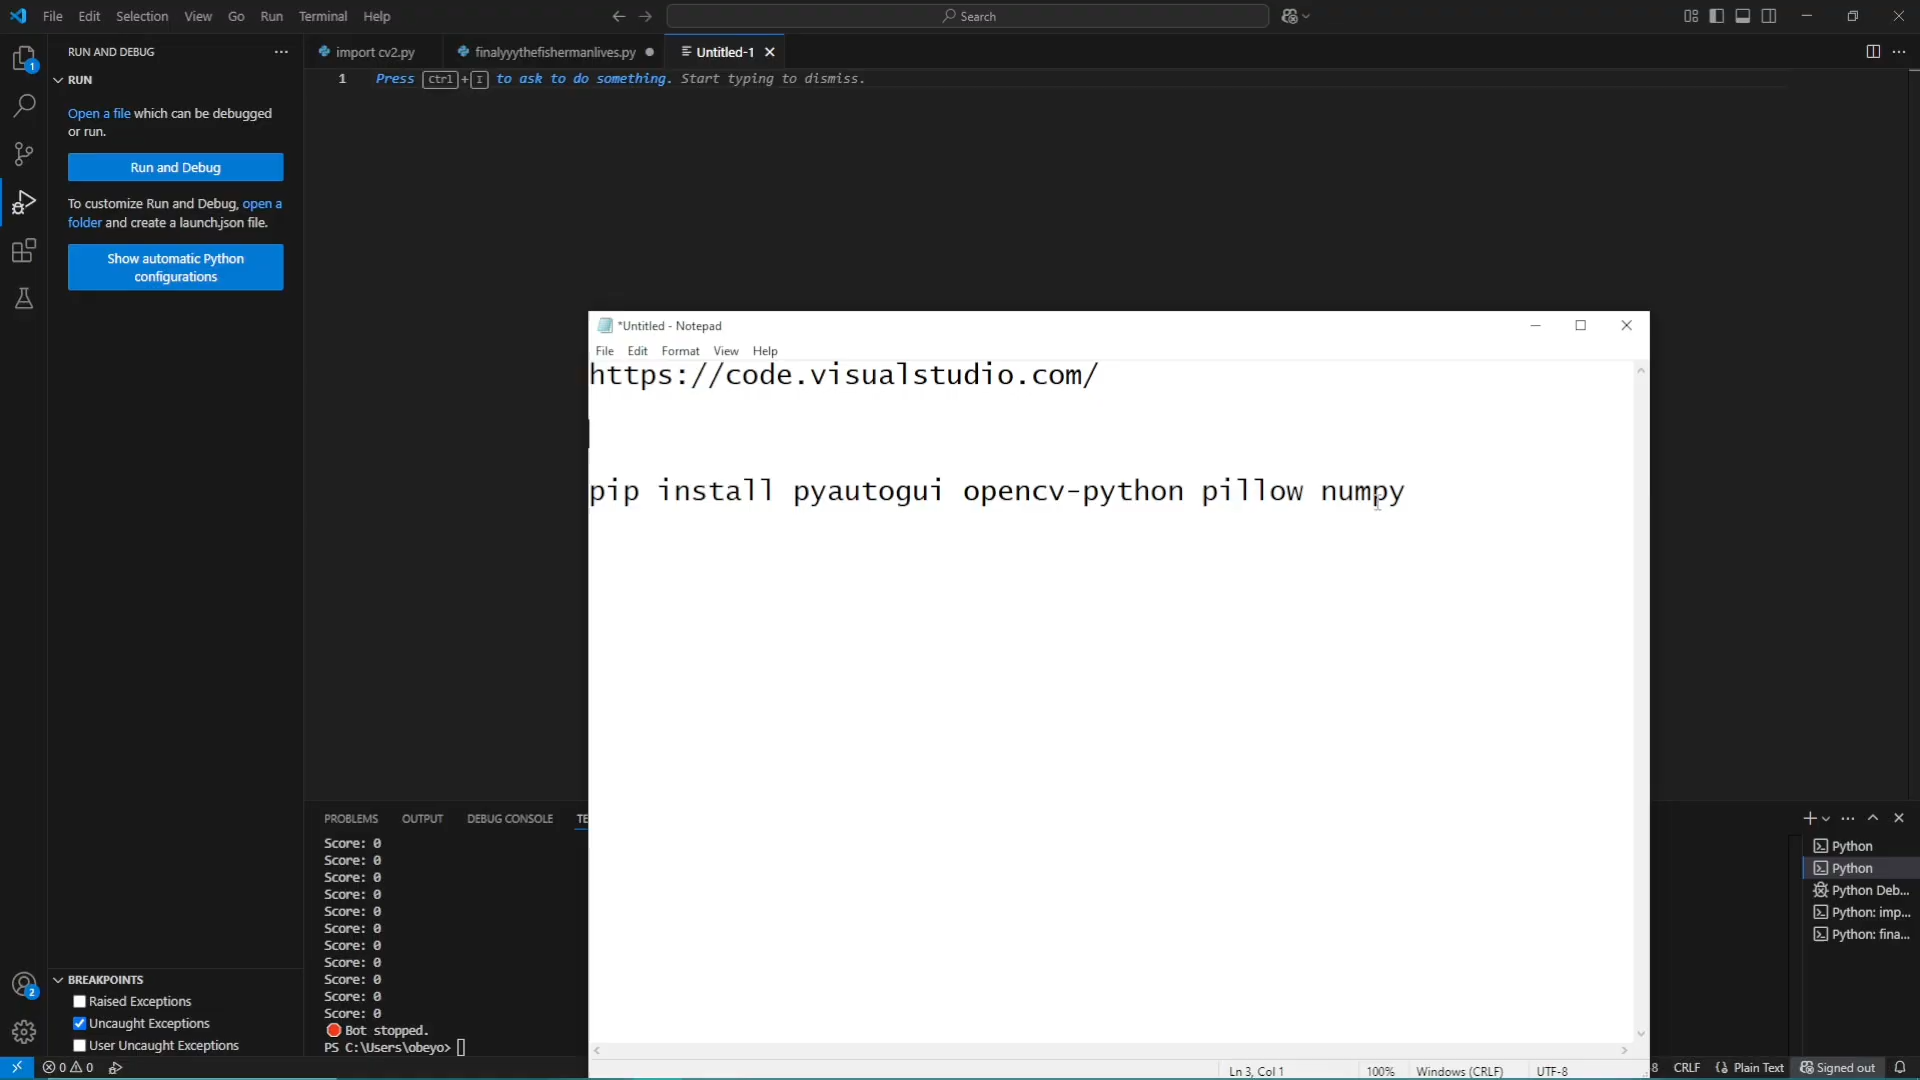 File Edit Selection View Go Run Terminal Help
Search
RUN AND DEBUG
import cv2.py
finalyyythefishermanlives.py
Untitled-1
RUN
1 Press Ctrl+I to ask to do something. Start typing to dismiss.
Open a file which can be debugged
or run.
Run and Debug
To customize Run and Debug, open a
folder and create a launch.json file.
Show automatic Python
configurations
*Untitled - Notepad
File Edit Format View Help
https://code.visualstudio.com/
pip install pyautogui opencv-python pillow numpy
PROBLEMS OUTPUT DEBUG CONSOLE TE
Score: 0
Score: 0
Score: 0
Score: 0
Score: 0
Score: 0
Score: 0
Score: 0
Score: 0
Score: 0
Score: 0
Bot stopped.
PS C:\Users\obeyo>
Python
Python
Python Deb...
Python: imp...
Python: fina...
BREAKPOINTS
Raised Exceptions
Uncaught Exceptions
User Uncaught Exceptions
1
2
Ln 3, Col 1 100% Windows (CRLF) UTF-8
0 0 8 CRLF {} Plain Text Signed out